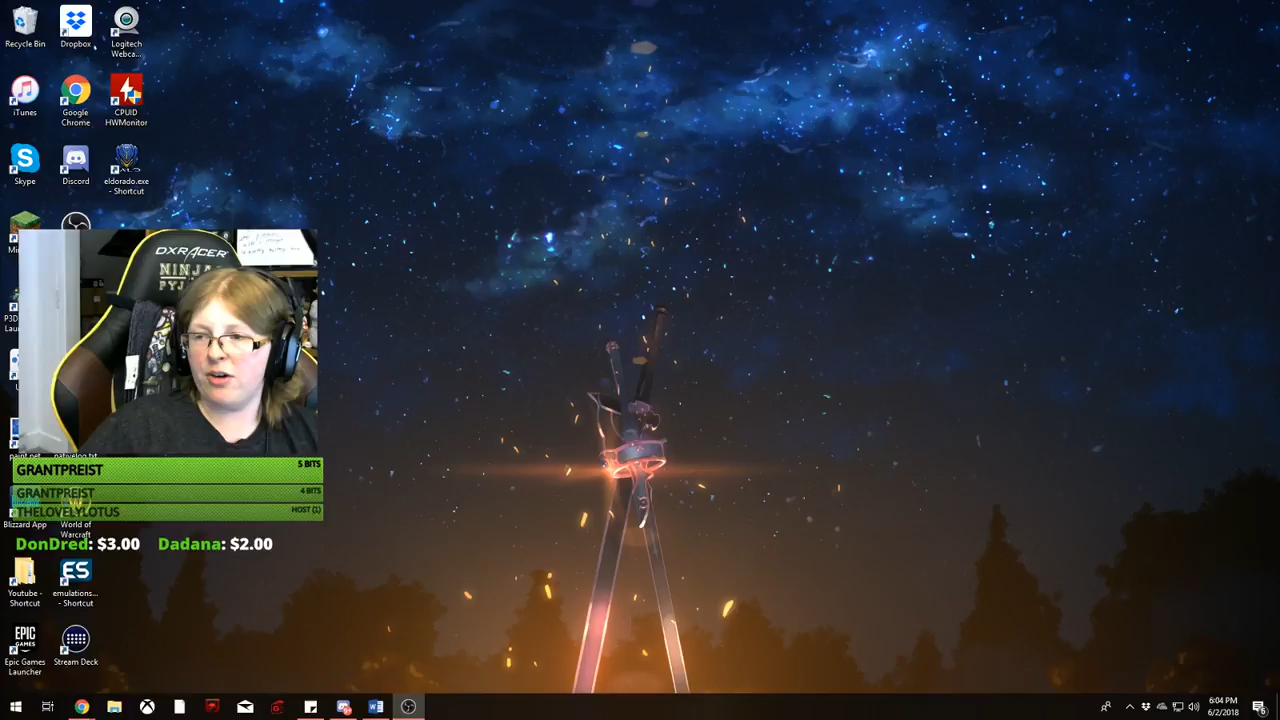 Recycle Bin
Dropbox
Logitech Webca...
iTunes
Google Chrome
CPUID HWMonitor
Skype
Discord
eldorado.exe - Shortcut
DXRACER
NINJAS
GRANTPREIST 5 BITS
GRANTPREIST 4 BITS
THELOVELYLOTUS HOST (1)
Blizzard App
World of Warcraft
DonDred: $3.00 Dadana: $2.00
Youtube - Shortcut
ES
emulations... - Shortcut
EPIC GAMES
Epic Games Launcher
Stream Deck
6:04 PM
6/2/2018